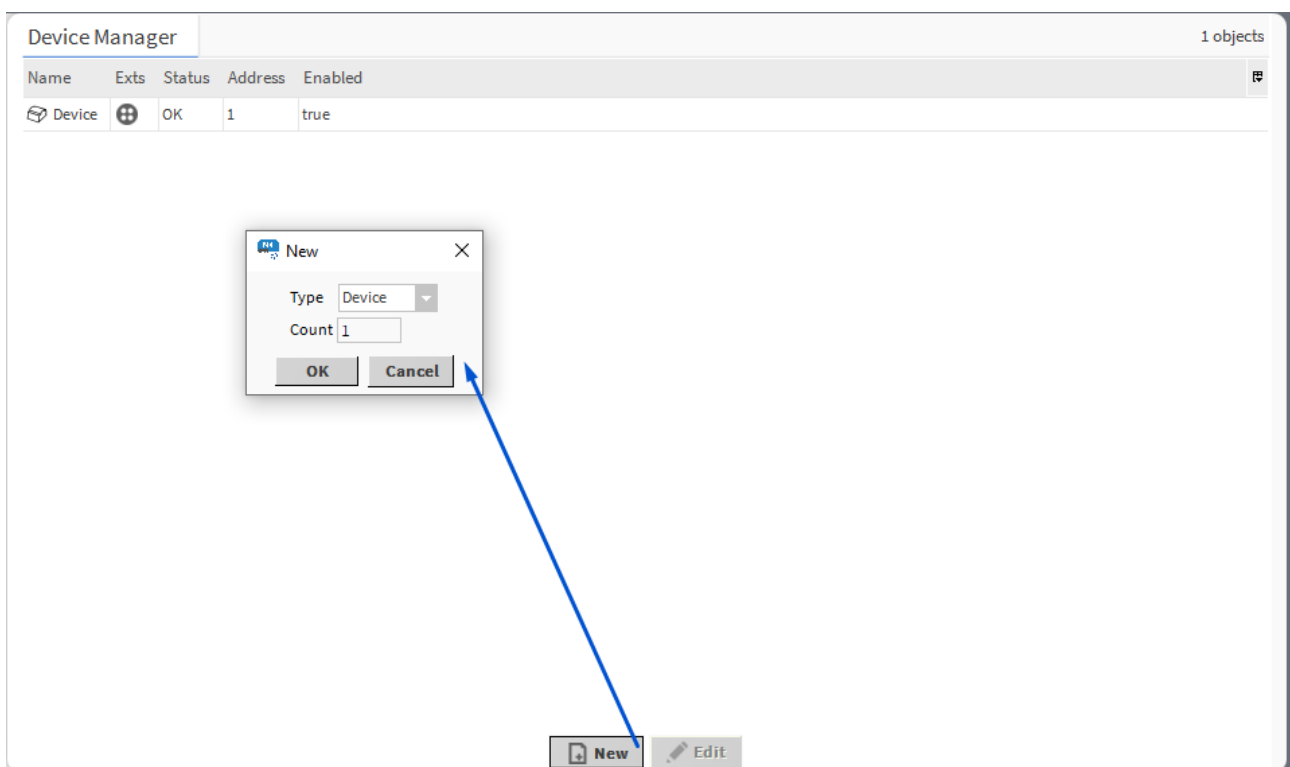 Device Manager 1 objects
Name Exts Status Address Enabled
Device OK 1 true
New
Type Device
Count 1
OK Cancel
New Edit